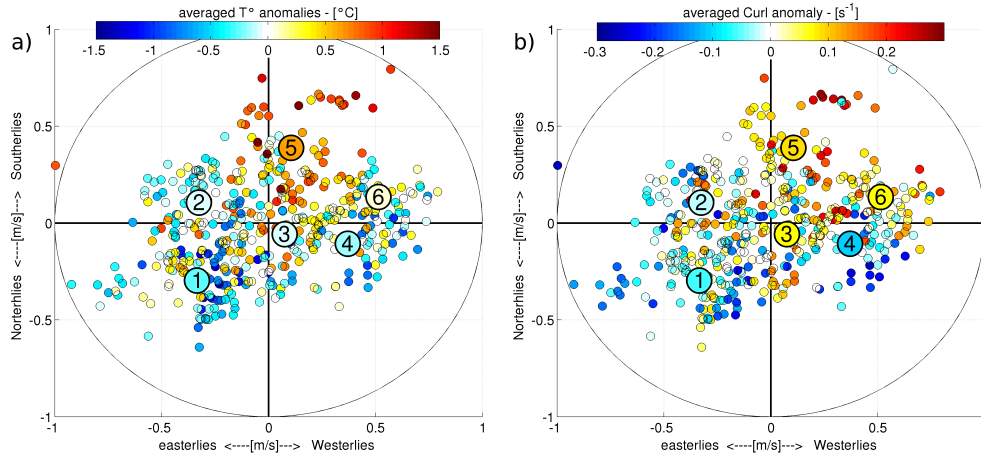 averaged T° anomalies - [°C]
a)
-1.5 -1 -0.5 0 0.5 1 1.5
1
0.5
0
-0.5
-1
Norterhlies <----[m/s]----> Southerlies
5
6
2
3
4
1
-1 -0.5 0 0.5 1
easterlies <----[m/s]---> Westerlies
averaged Curl anomaly - [s-1]
b)
-0.3 -0.2 -0.1 0 0.1 0.2
1
0.5
0
-0.5
-1
Norterlies <----[m/s]----> Southerlies
5
6
2
3
4
1
-1 -0.5 0 0.5
easterlies <----[m/s]---> Westerlies